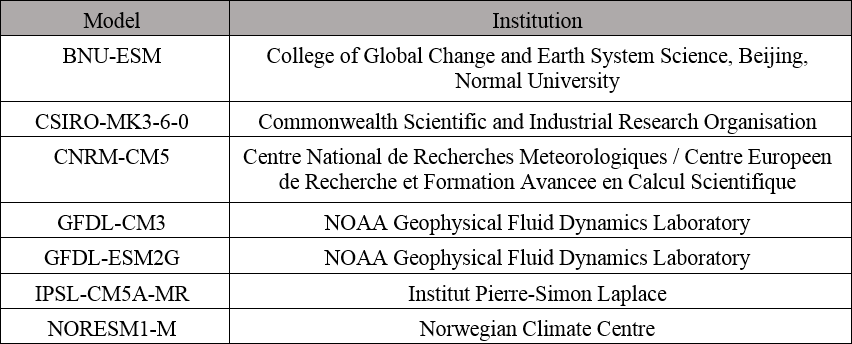 Model Institution
BNU-ESM College of Global Change and Earth System Science, Beijing,
Normal University
CSIRO-MK3-6-0 Commonwealth Scientific and Industrial Research Organisation
CNRM-CM5 Centre National de Recherches Meteorologiques / Centre Europeen
de Recherche et Formation Avancee en Calcul Scientifique
GFDL-CM3 NOAA Geophysical Fluid Dynamics Laboratory
GFDL-ESM2G NOAA Geophysical Fluid Dynamics Laboratory
IPSL-CM5A-MR Institut Pierre-Simon Laplace
NORESM1-M Norwegian Climate Centre